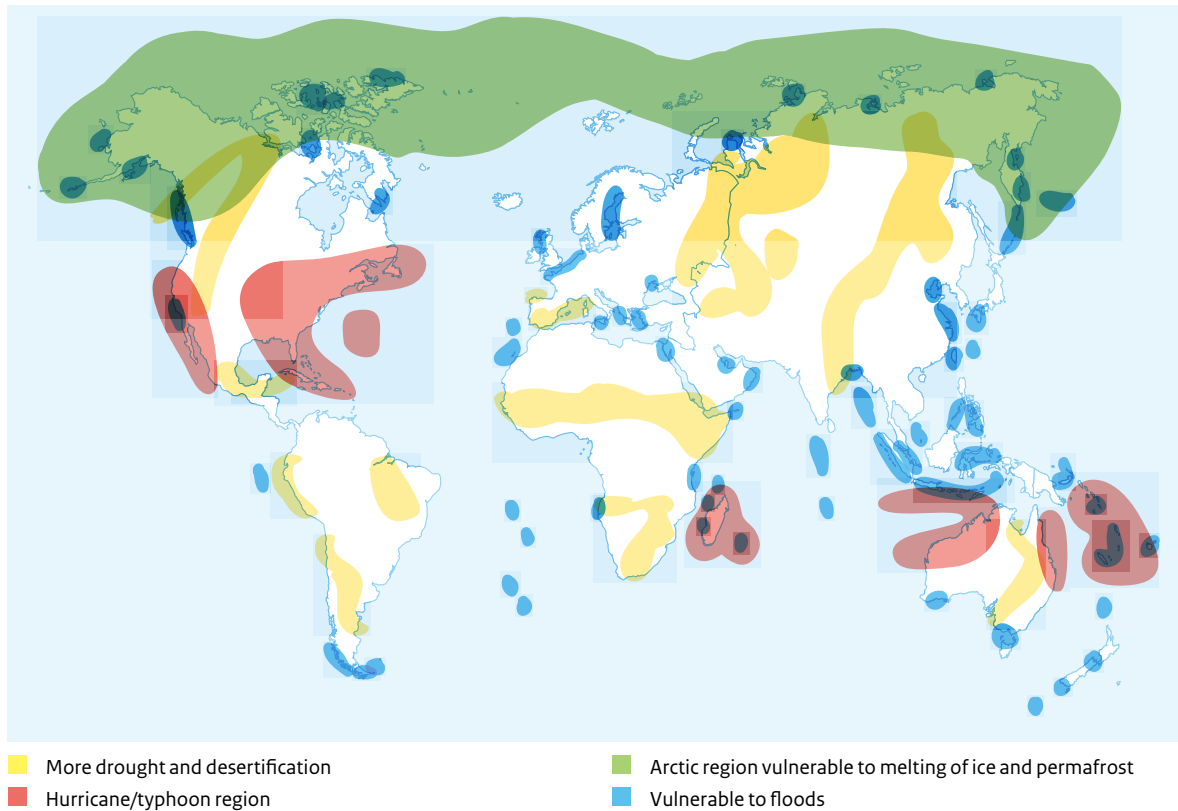 More drought and desertification
Hurricane/typhoon region
Arctic region vulnerable to melting of ice and permafrost
Vulnerable to floods